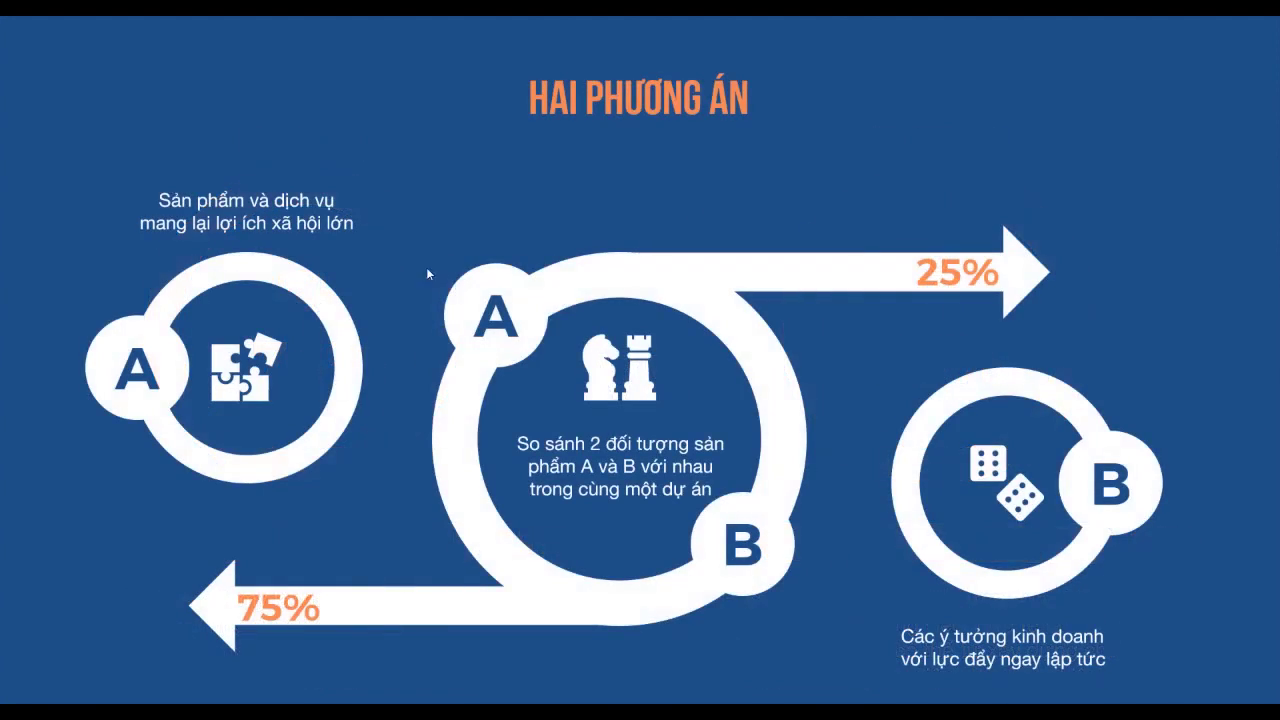 HAI PHƯƠNG ÁN
Sản phẩm và dịch vụ
mang lại lợi ích xã hội lớn
A
A
25%
So sánh 2 đối tượng sản
phẩm A và B với nhau
trong cùng một dự án
B
B
75%
Các ý tưởng kinh doanh
với lực đẩy ngay lập tức